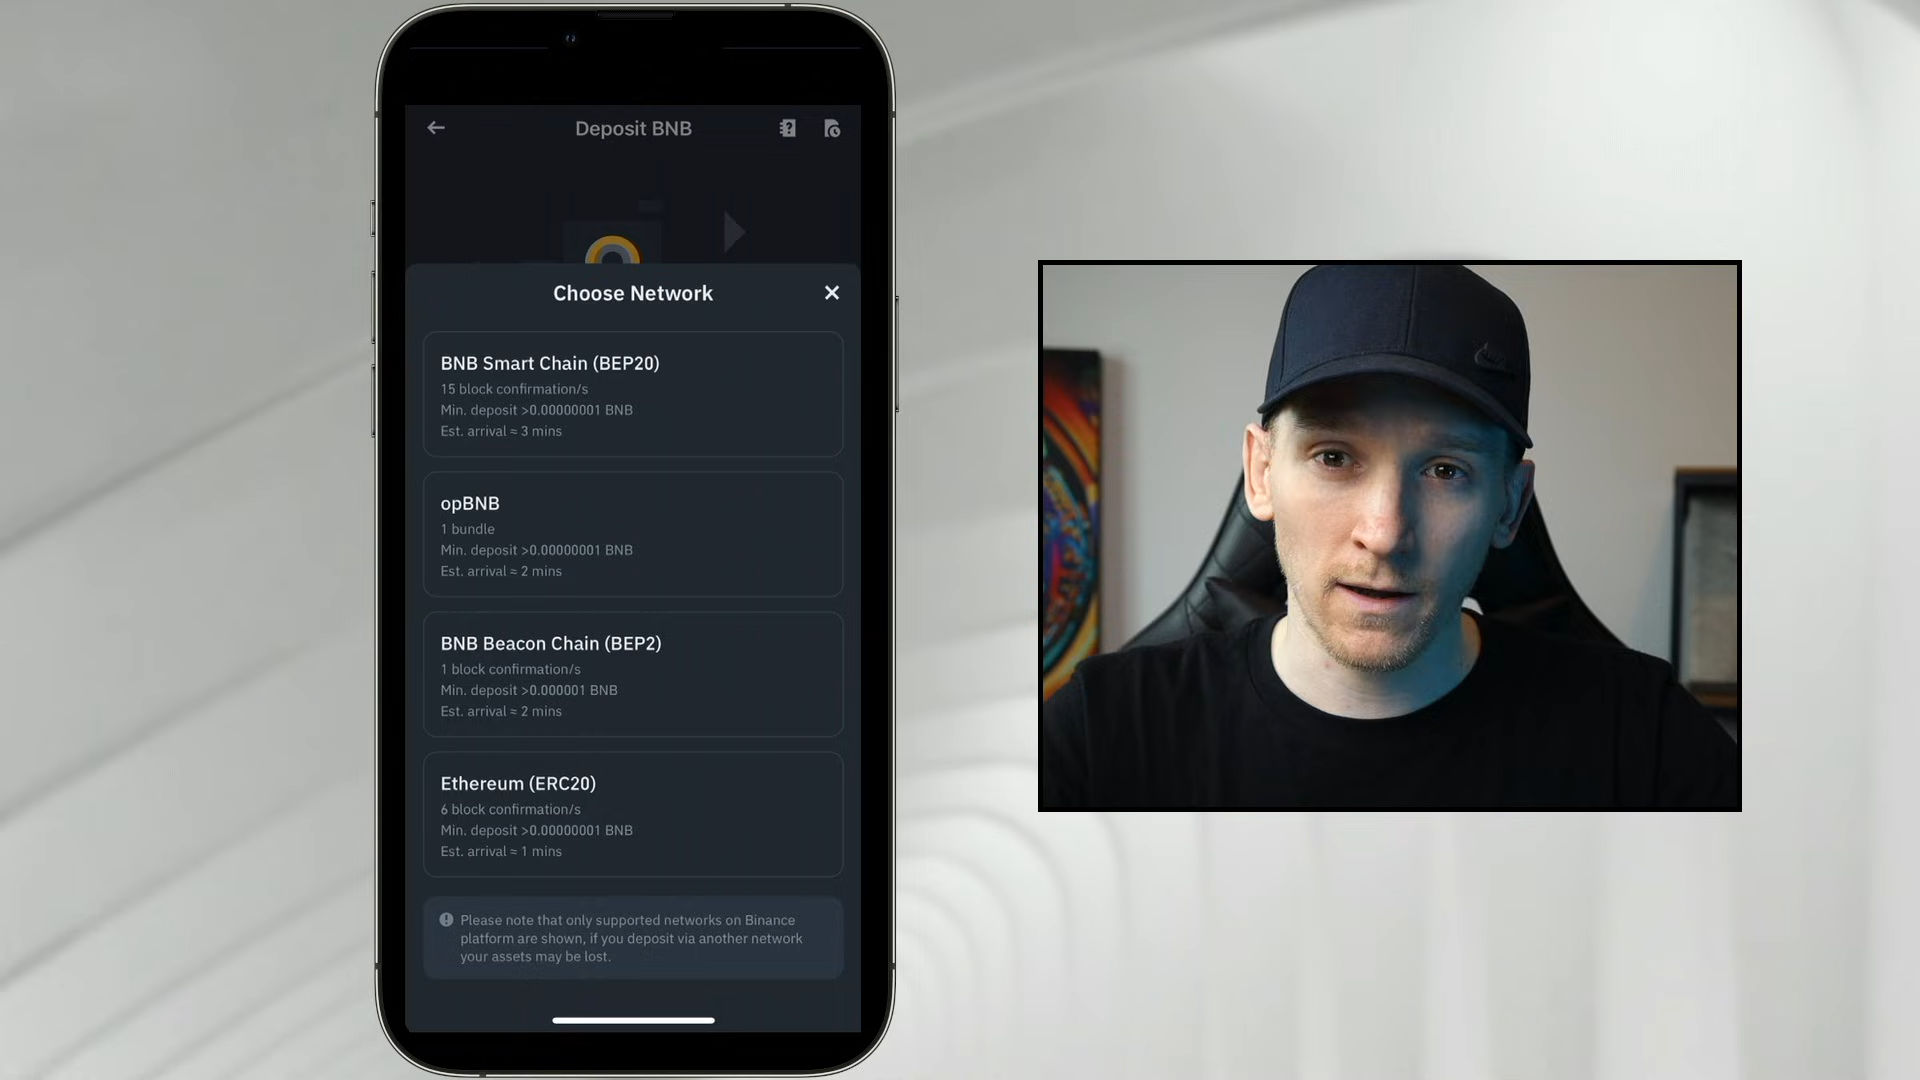 Deposit BNB
Choose Network
BNB Smart Chain (BEP20)
15 block confirmation/s
Min. deposit >0.00000001 BNB
Est. arrival ≈ 3 mins
opBNB
1 bundle
Min. deposit >0.00000001 BNB
Est. arrival ≈ 2 mins
BNB Beacon Chain (BEP2)
1 block confirmation/s
Min. deposit >0.000001 BNB
Est. arrival ≈ 2 mins
Ethereum (ERC20)
6 block confirmation/s
Min. deposit >0.00000001 BNB
Est. arrival ≈ 1 mins
Please note that only supported networks on Binance
platform are shown, if you deposit via another network
your assets may be lost.